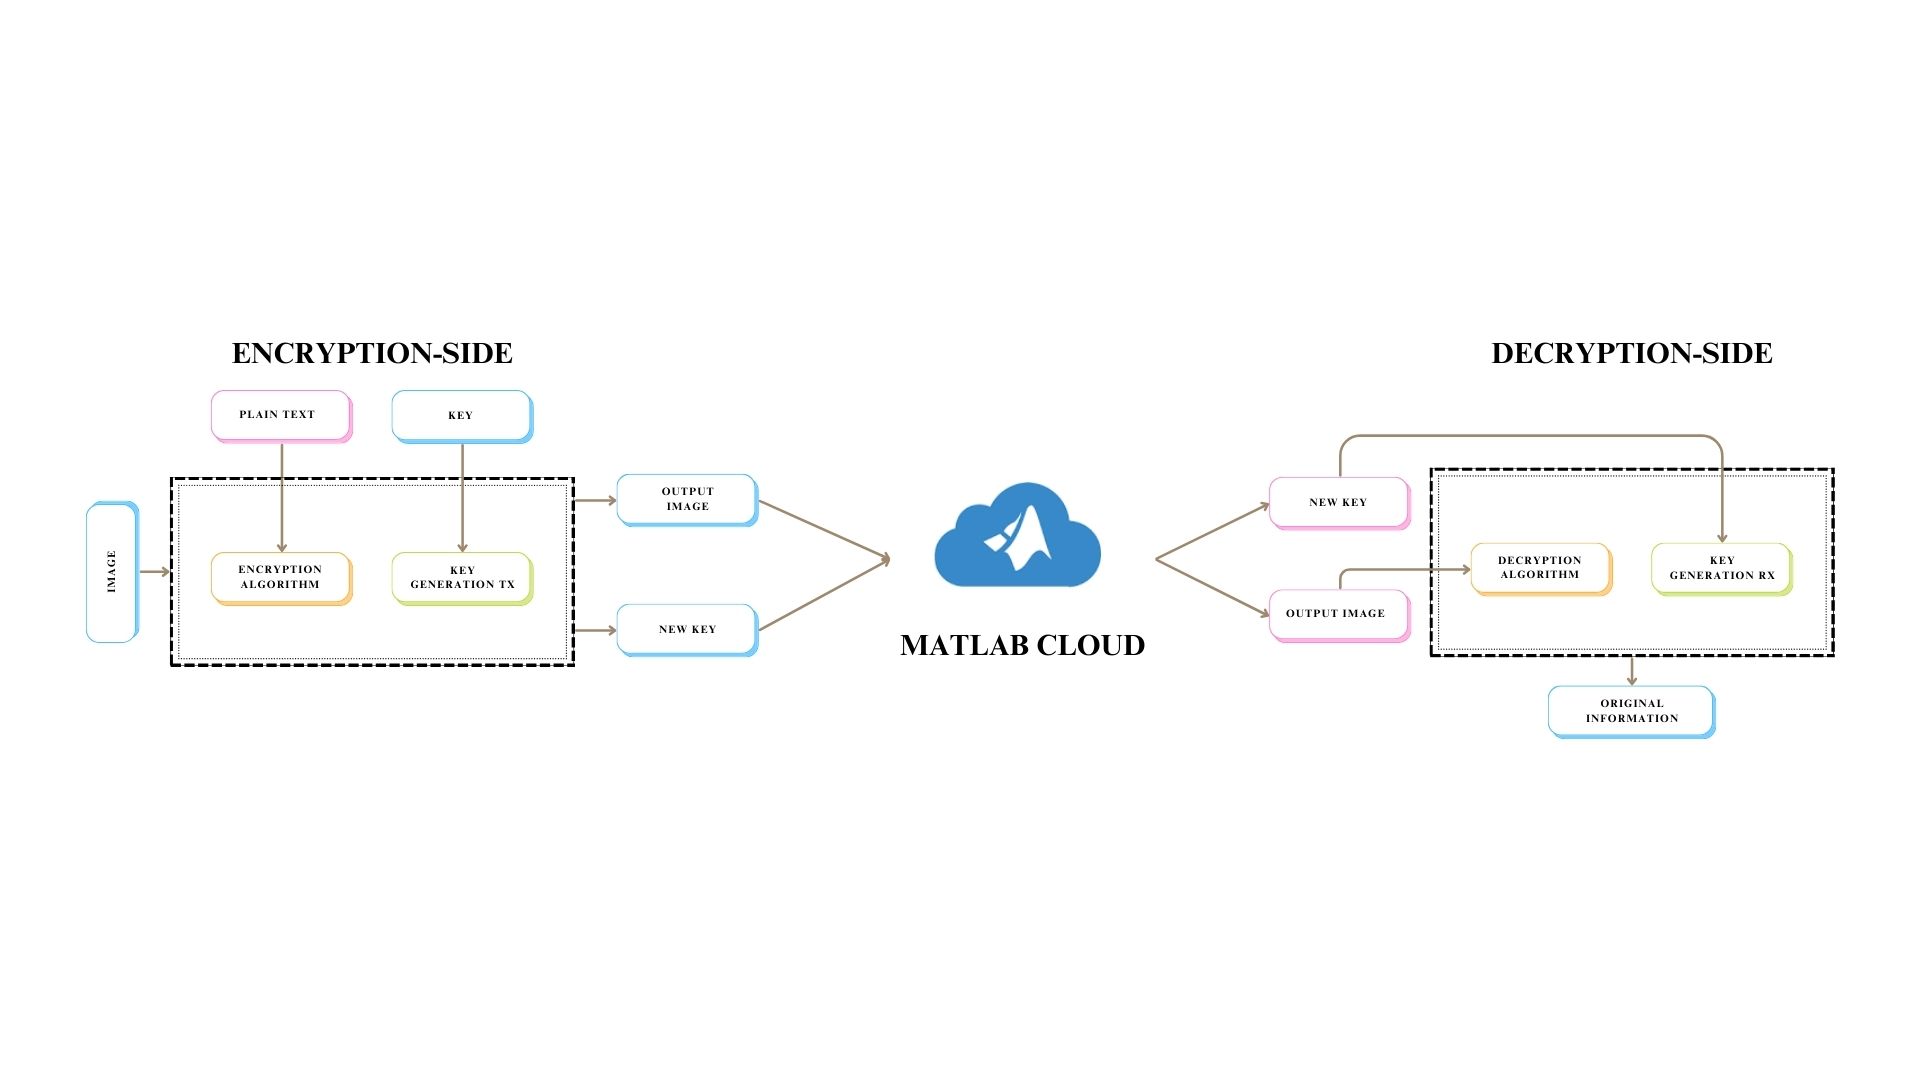 ENCRYPTION-SIDE
PLAIN TEXT
KEY
IMAGE
ENCRYPTION
ALGORITHM
KEY
GENERATION TX
OUTPUT
IMAGE
NEW KEY
MATLAB CLOUD
DECRYPTION-SIDE
NEW KEY
OUTPUT IMAGE
DECRYPTION
ALGORITHM
KEY
GENERATION RX
ORIGINAL
INFORMATION